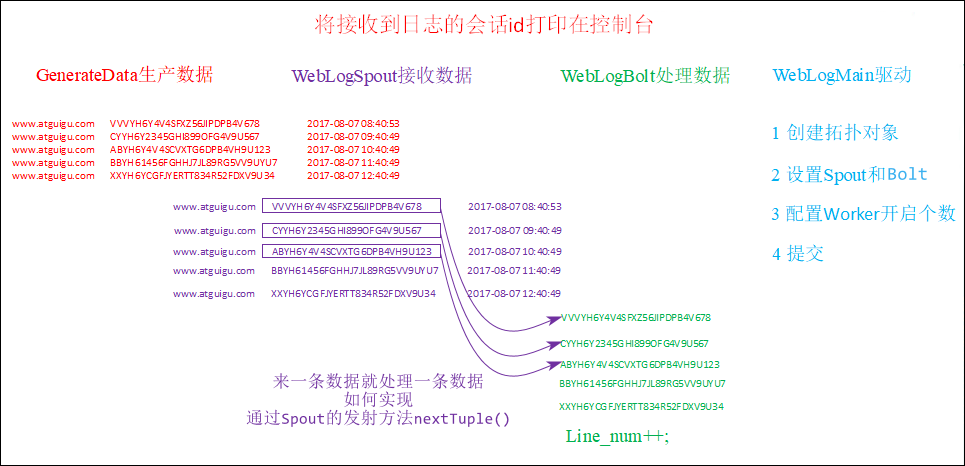 将接收到日志的会话id打印在控制台
GenerateData生产数据
WebLogSpout接收数据
WebLogBolt处理数据
WebLogMain驱动
www.atguigu.com VVVYH6Y4V4SFXZ56JIPDPB4V678 2017-08-07 08:40:53
www.atguigu.com CYYH6Y2345GHI899OFG4V9U567 2017-08-07 09:40:49
www.atguigu.com ABYH6Y4V4SCVXTG6DPB4VH9U123 2017-08-07 10:40:49
www.atguigu.com BBYH61456FGHHJ7JL89RG5VV9UYU7 2017-08-07 11:40:49
www.atguigu.com XXYH6YCGFJYERTT834R52FDXV9U34 2017-08-07 12:40:49
www.atguigu.com VVVYH6Y4V4SFXZ56JIPDPB4V678 2017-08-07 08:40:53
www.atguigu.com CYYH6Y2345GHI899OFG4V9U567 2017-08-07 09:40:49
www.atguigu.com ABYH6Y4V4SCVXTG6DPB4VH9U123 2017-08-07 10:40:49
www.atguigu.com BBYH61456FGHHJ7JL89RG5VV9UYU7 2017-08-07 11:40:49
www.atguigu.com XXYH6YCGFJYERTT834R52FDXV9U34 2017-08-07 12:40:49
来一条数据就处理一条数据
如何实现
通过Spout的发射方法nextTuple()
VVVYH6Y4V4SFXZ56JIPDPB4V678
CYYH6Y2345GHI899OFG4V9U567
ABYH6Y4V4SCVXTG6DPB4VH9U123
BBYH61456FGHHJ7JL89RG5VV9UYU7
XXYH6YCGFJYERTT834R52FDXV9U34
Line_num++;
1 创建拓扑对象
2 设置Spout和Bolt
3 配置Worker开启个数
4 提交